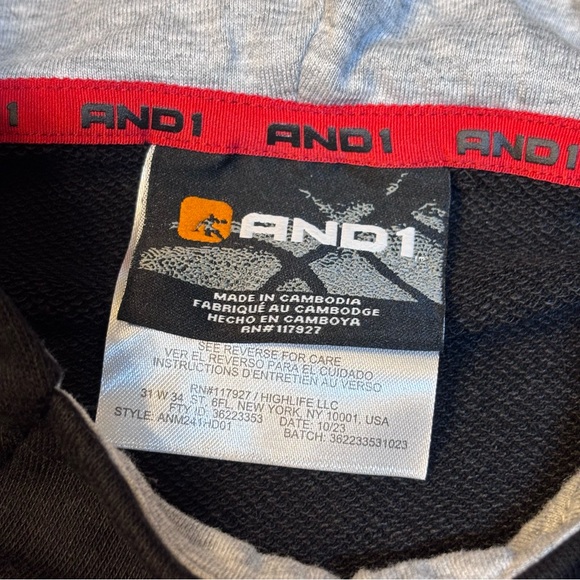 1 AND1 AND1 AND1
AND1
MADE IN CAMBODIA
FABRIQUÉ AU CAMBODGE
HECHO EN CAMBOYA
RN#117927
SEE REVERSE FOR CARE
VER EL REVERSO PARA EL CUIDADO
INSTRUCTIONS D'ENTRETIEN AU VERSO
RN#117927 / HIGHLIFE LLC
31 W 34 ST, 6FL, NEW YORK, NY 10001, USA
FTY ID: 36223353 DATE: 10/23
STYLE: ANM241HD01 BATCH: 362233531023